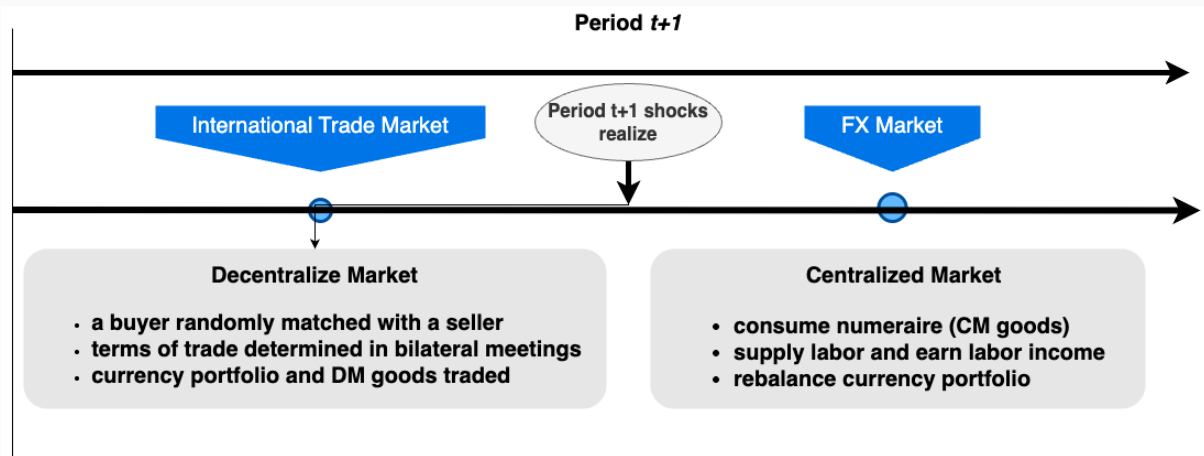 Period t+1
International Trade Market
Period t+1 shocks
realize
FX Market
Decentralize Market
• a buyer randomly matched with a seller
• terms of trade determined in bilateral meetings
• currency portfolio and DM goods traded
Centralized Market
• consume numeraire (CM goods)
• supply labor and earn labor income
• rebalance currency portfolio